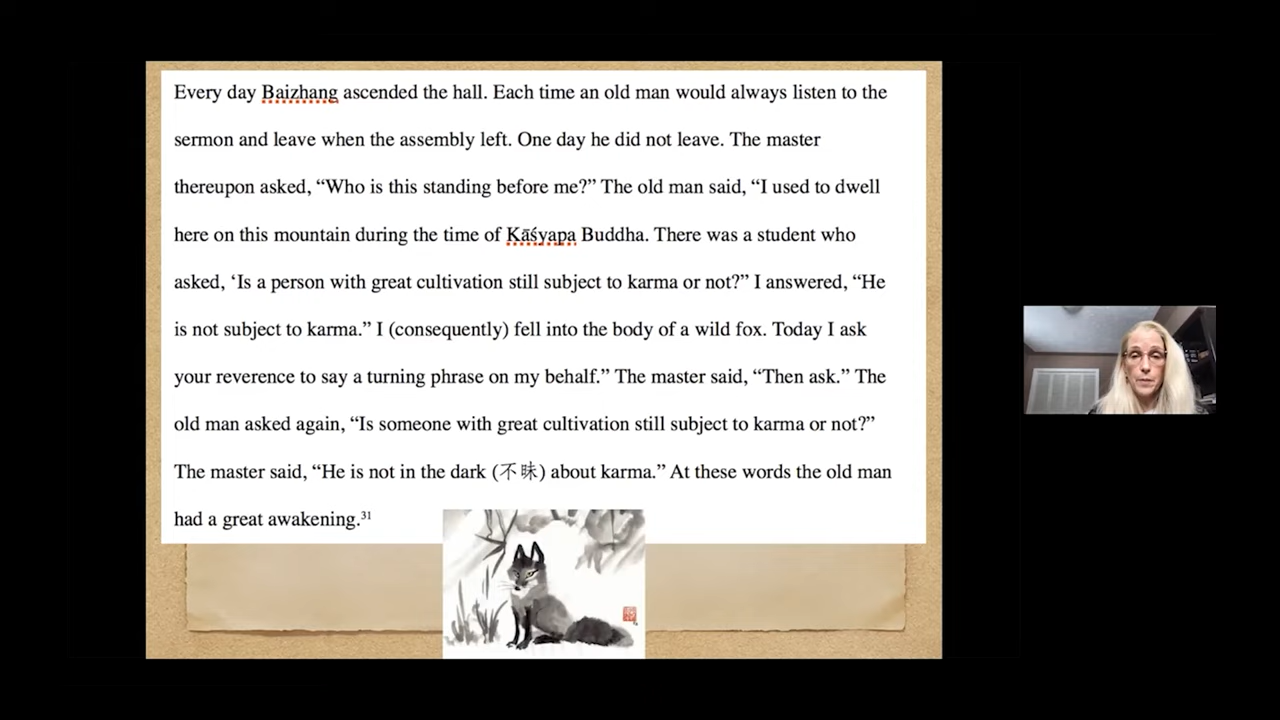 Every day Baizhang ascended the hall. Each time an old man would always listen to the
sermon and leave when the assembly left. One day he did not leave. The master
thereupon asked, “Who is this standing before me?” The old man said, “I used to dwell
here on this mountain during the time of Kāśyapa Buddha. There was a student who
asked, ‘Is a person with great cultivation still subject to karma or not?” I answered, “He
is not subject to karma.” I (consequently) fell into the body of a wild fox. Today I ask
your reverence to say a turning phrase on my behalf.” The master said, “Then ask.” The
old man asked again, “Is someone with great cultivation still subject to karma or not?”
The master said, “He is not in the dark (不昧) about karma.” At these words the old man
had a great awakening.31